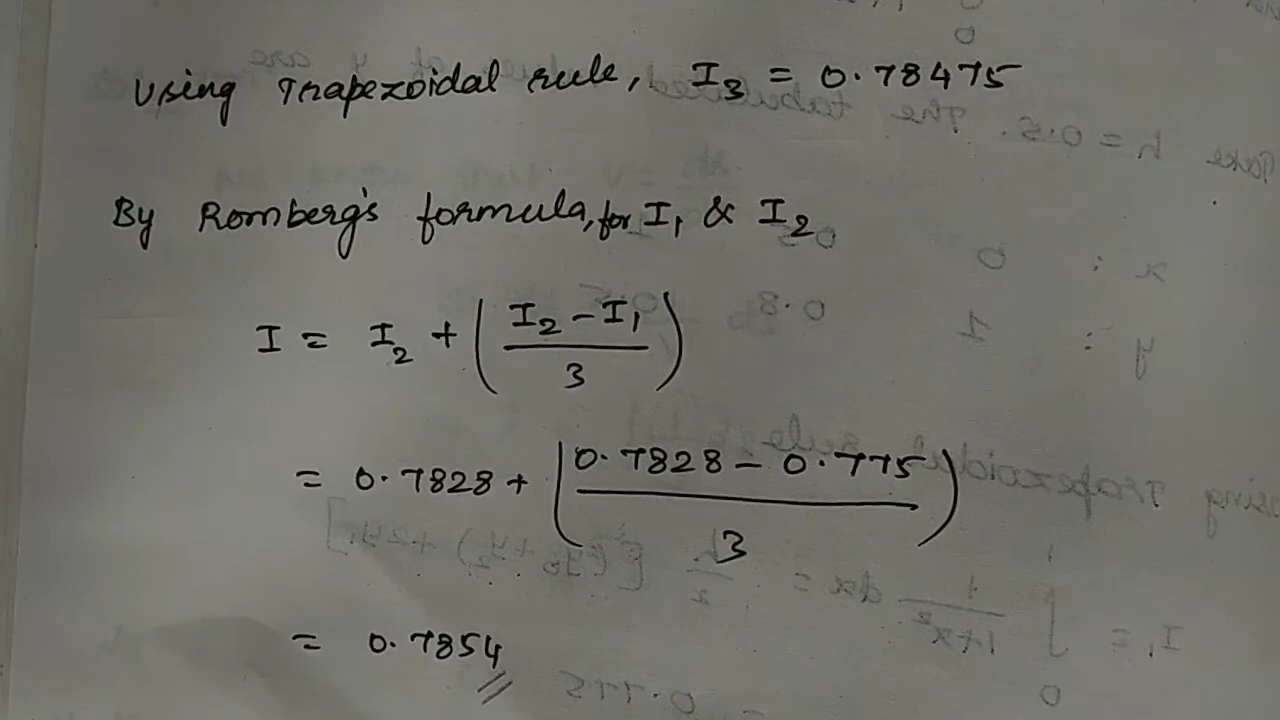 Using Trapezoidal rule, I₃ = 0.78475
By Romberg's formula, for I₁ & I₂
I = I₂ + ( (I₂ - I₁) / 3 )
= 0.7828 + ( (0.7828 - 0.775) / 3 )
= 0.7854 //